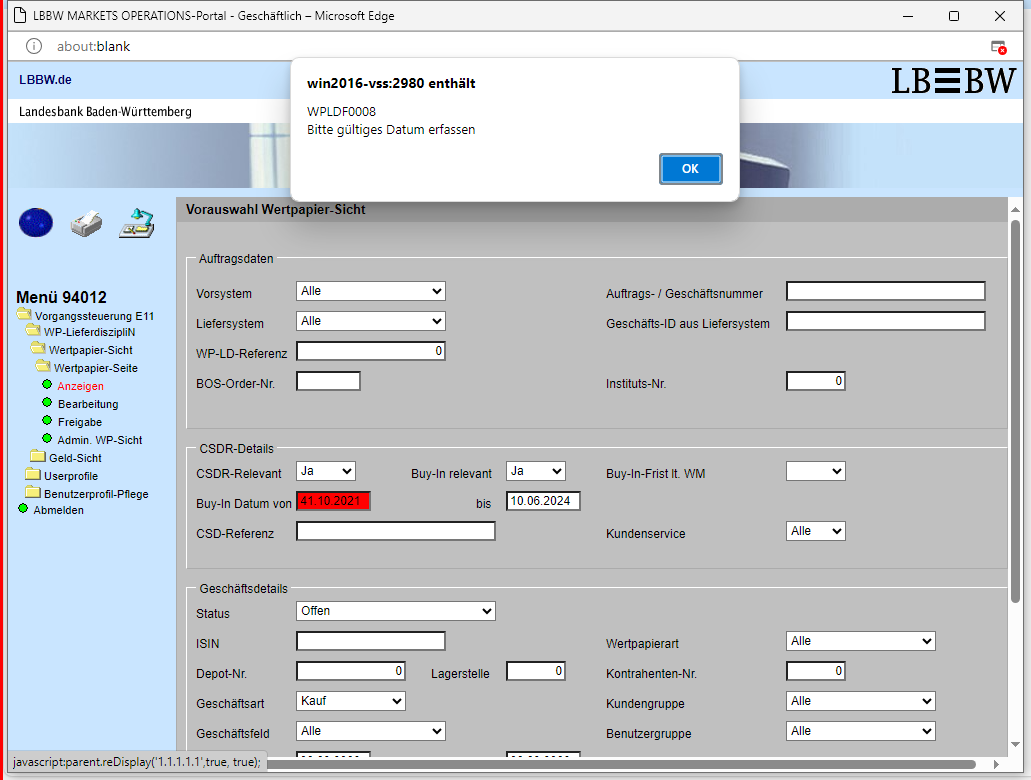 LBBW MARKETS OPERATIONS-Portal - Geschäftlich – Microsoft Edge
about:blank
LBBW.de
LBBW
Landesbank Baden-Württemberg
win2016-vss:2980 enthält
WPLDF0008
Bitte gültiges Datum erfassen
OK
Menü 94012
Vorgangssteuerung E11
WP-LieferdiszipliN
Wertpapier-Sicht
Wertpapier-Seite
Anzeigen
Bearbeitung
Freigabe
Admin. WP-Sicht
Geld-Sicht
Userprofile
Benutzerprofil-Pflege
Abmelden
Vorauswahl Wertpapier-Sicht
Auftragsdaten
Vorsystem Alle Auftrags- / Geschäftsnummer
Liefersystem Alle Geschäfts-ID aus Liefersystem
WP-LD-Referenz 0
BOS-Order-Nr. Instituts-Nr. 0
CSDR-Details
CSDR-Relevant Ja Buy-In relevant Ja Buy-In-Frist lt. WM
Buy-In Datum von 41.10.2021 bis 10.06.2024
CSD-Referenz Kundenservice Alle
Geschäftsdetails
Status Offen
ISIN Wertpapierart Alle
Depot-Nr. 0 Lagerstelle 0 Kontrahenten-Nr. 0
Geschäftsart Kauf Kundengruppe Alle
Geschäftsfeld Alle Benutzergruppe Alle
javascript:parent.reDisplay('1.1.1.1.1',true, true);